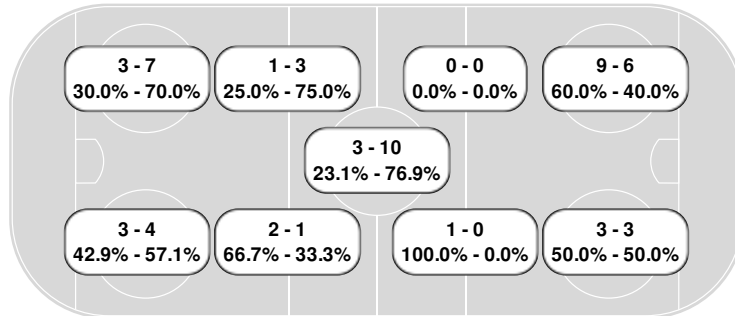 3 - 7
30.0% - 70.0%
1 - 3
25.0% - 75.0%
0 - 0
0.0% - 0.0%
9 - 6
60.0% - 40.0%
3 - 10
23.1% - 76.9%
3 - 4
42.9% - 57.1%
2 - 1
66.7% - 33.3%
1 - 0
100.0% - 0.0%
3 - 3
50.0% - 50.0%